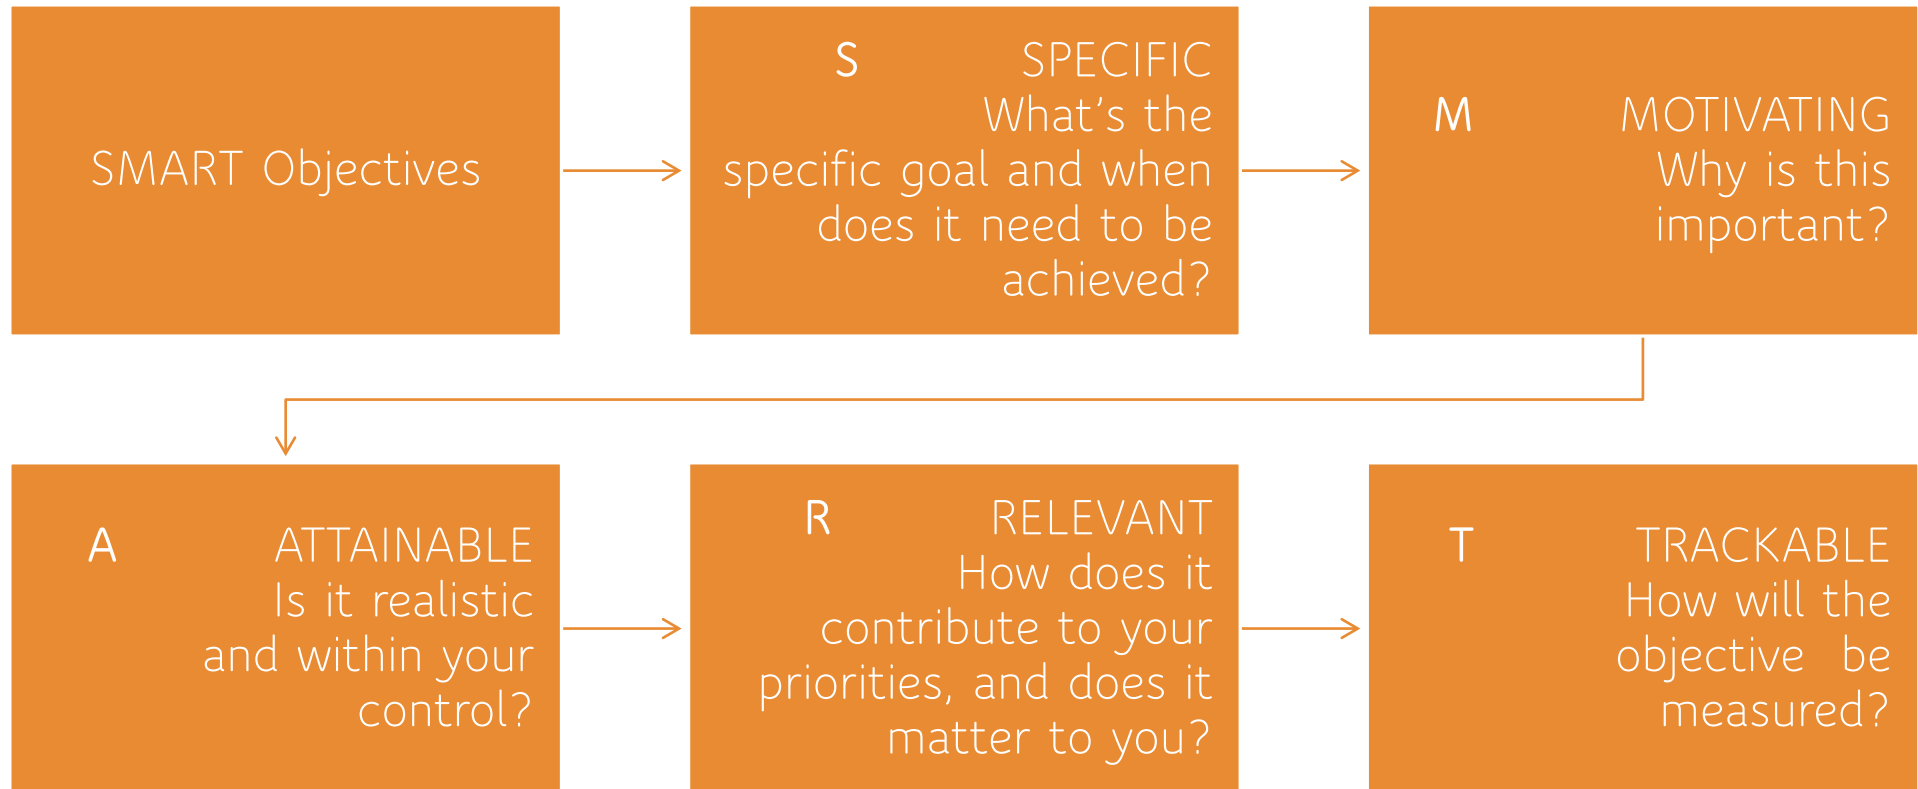 SMART Objectives
S SPECIFIC
What’s the
specific goal and when
does it need to be
achieved?
M MOTIVATING
Why is this
important?
A ATTAINABLE
Is it realistic
and within your
control?
R RELEVANT
How does it
contribute to your
priorities, and does it
matter to you?
T TRACKABLE
How will the
objective be
measured?